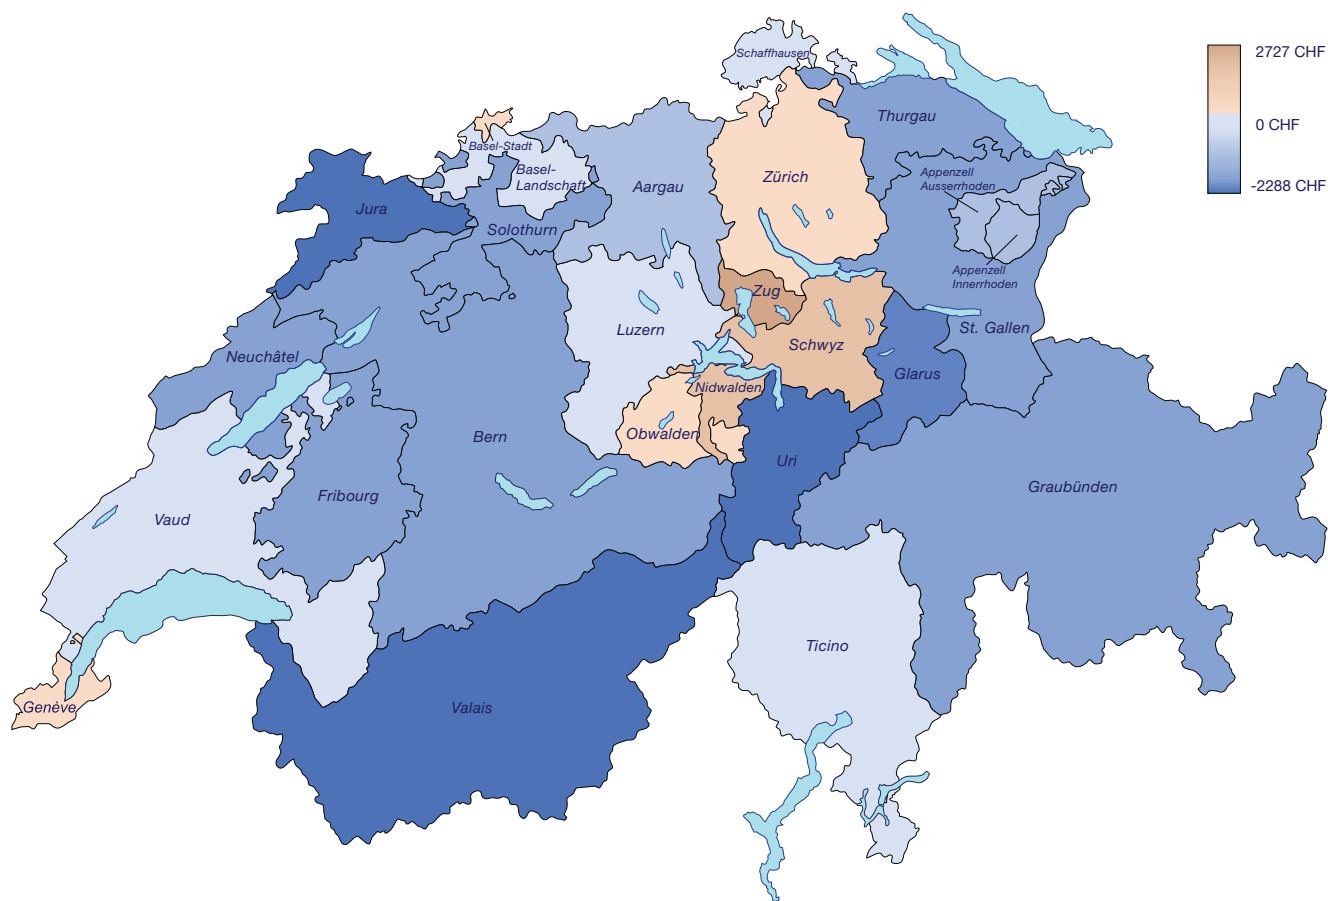 Schaffhausen
2727 CHF
Thurgau
0 CHF
Basel-Stadt
Basel-
Landschaft
Aargau
Zürich
Appenzell
Ausserrhoden
-2288 CHF
Jura
Solothurn
Appenzell
Innerrhoden
Zug
Luzern
St. Gallen
Schwyz
Neuchâtel
Glarus
Nidwalden
Bern
Obwalden
Uri
Graubünden
Fribourg
Vaud
Ticino
Genève
Valais